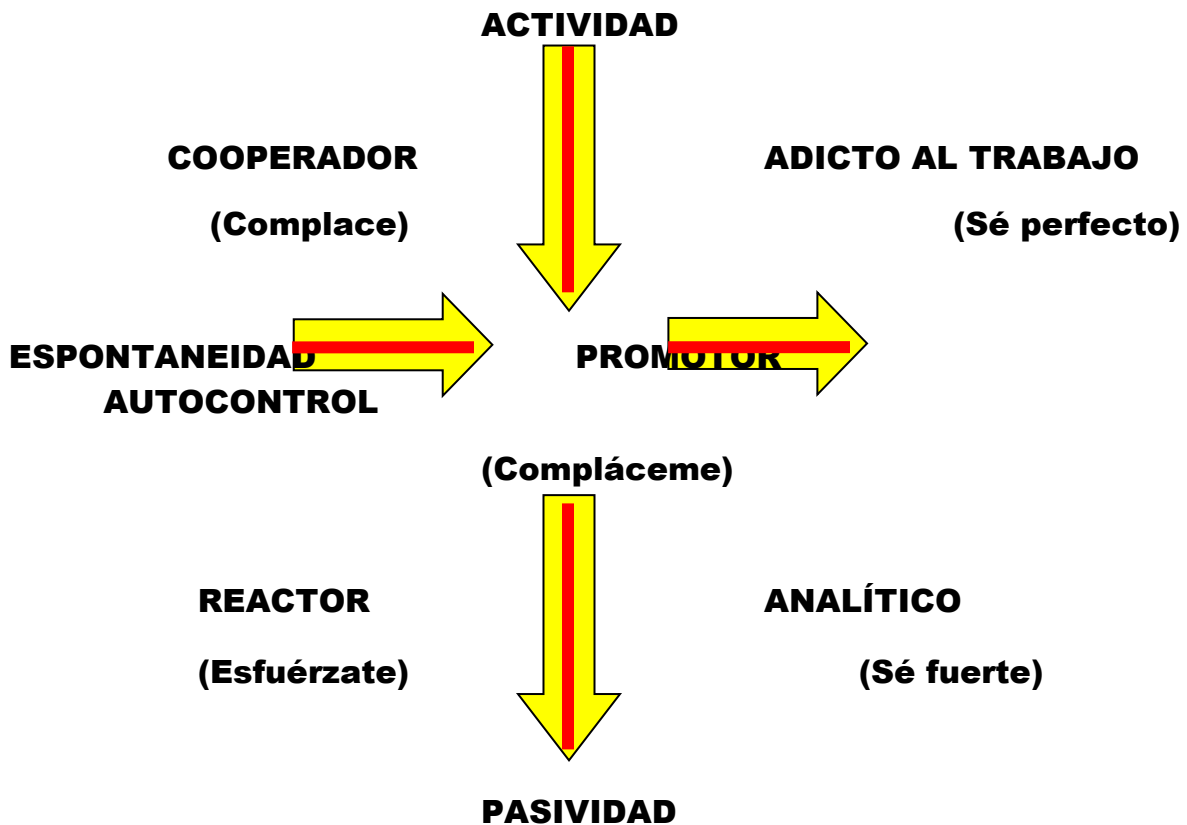 ACTIVIDAD
COOPERADOR ADICTO AL TRABAJO
(Complace) (Sé perfecto)
ESPONTANEIDAD PROMOTOR
AUTOCONTROL
(Compláceme)
REACTOR ANALÍTICO
(Esfuérzate) (Sé fuerte)
PASIVIDAD